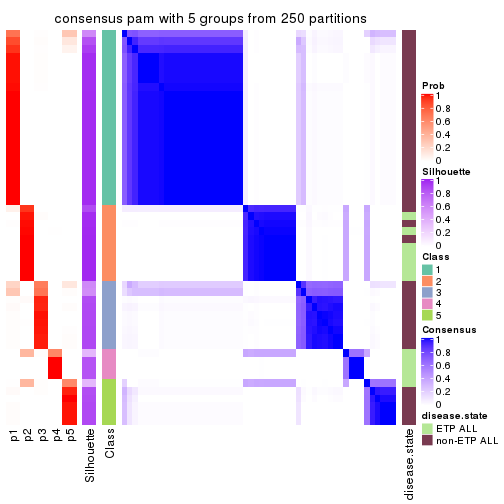 consensus pam with 5 groups from 250 partitions
Prob
1
0.8
0.6
0.4
0.2
0
Silhouette
1
0.8
0.6
0.4
0.2
0
Class
1
2
3
4
5
Consensus
1
0.8
0.6
0.4
0.2
0
disease.state
ETP ALL
non-ETP ALL
p1
p2
p3
p4
p5
Silhouette
Class
disease.state